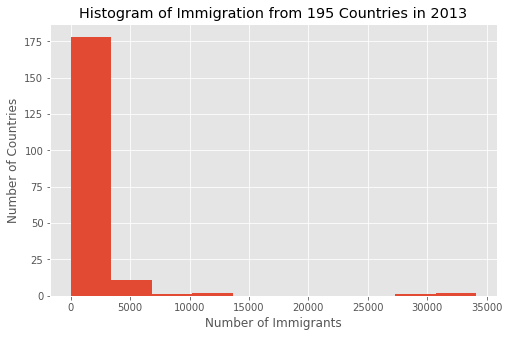 Histogram of Immigration from 195 Countries in 2013
175
150
125
100
75
50
25
0
Number of Countries
0 5000 10000 15000 20000 25000 30000 35000
Number of Immigrants